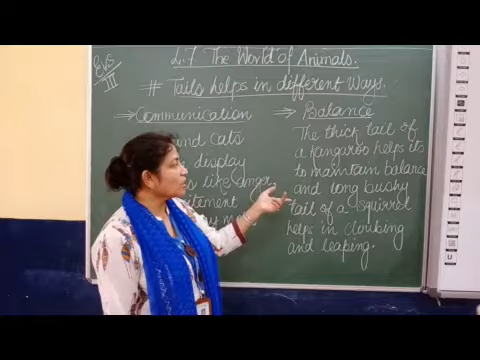 EVS
III
L.7 The World of Animals.
# Tails helps in different ways.
→ Communication
and cats
display
like anger
⇒ Balance
The thick tail of
a kangaroo helps its
to maintain balance
and long bushy
tail of a squirrel
helps in climbing
and leaping.